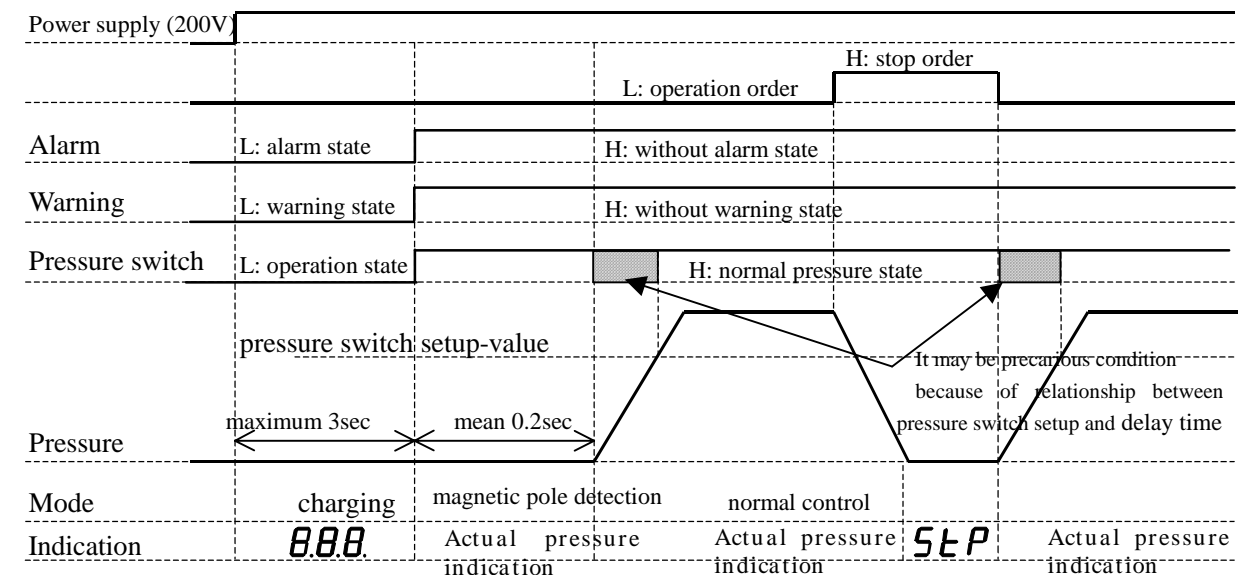 Power supply (200V)
H: stop order
L: operation order
Alarm
L: alarm state
H: without alarm state
Warning
L: warning state
H: without warning state
Pressure switch
L: operation state
H: normal pressure state
pressure switch setup-value
It may be precarious condition
because of relationship between
pressure switch setup and delay time
maximum 3sec
mean 0.2sec
Pressure
Mode
charging
magnetic pole detection
normal control
Indication
8.8.8.
Actual pressure
indication
Actual pressure
indication
StP
Actual pressure
indication